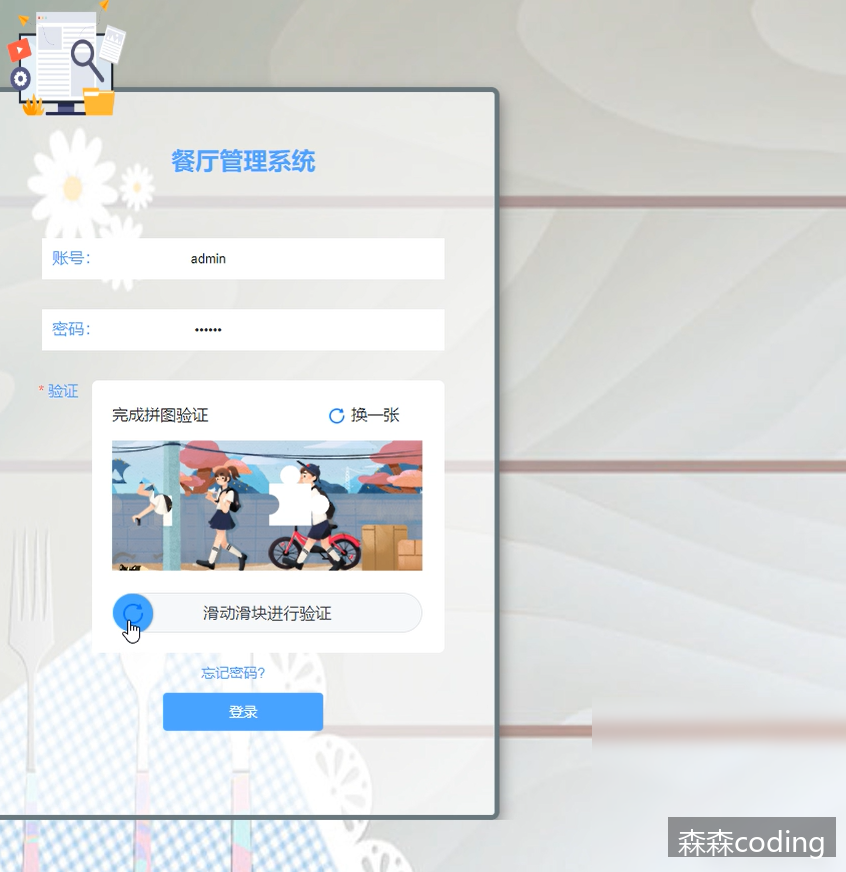 餐厅管理系统
账号：
admin
密码：
••••••
* 验证
完成拼图验证
换一张
滑动滑块进行验证
忘记密码?
登录
森森coding